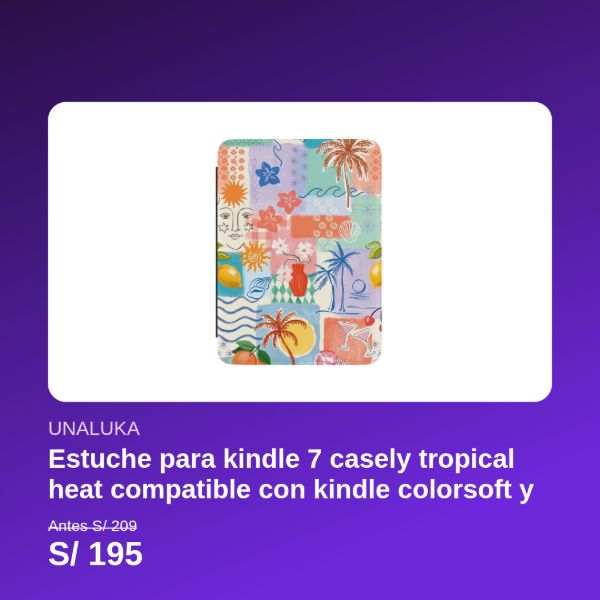 UNALUKA
Estuche para kindle 7 casely tropical
heat compatible con kindle colorsoft y
Antes S/ 209
S/ 195